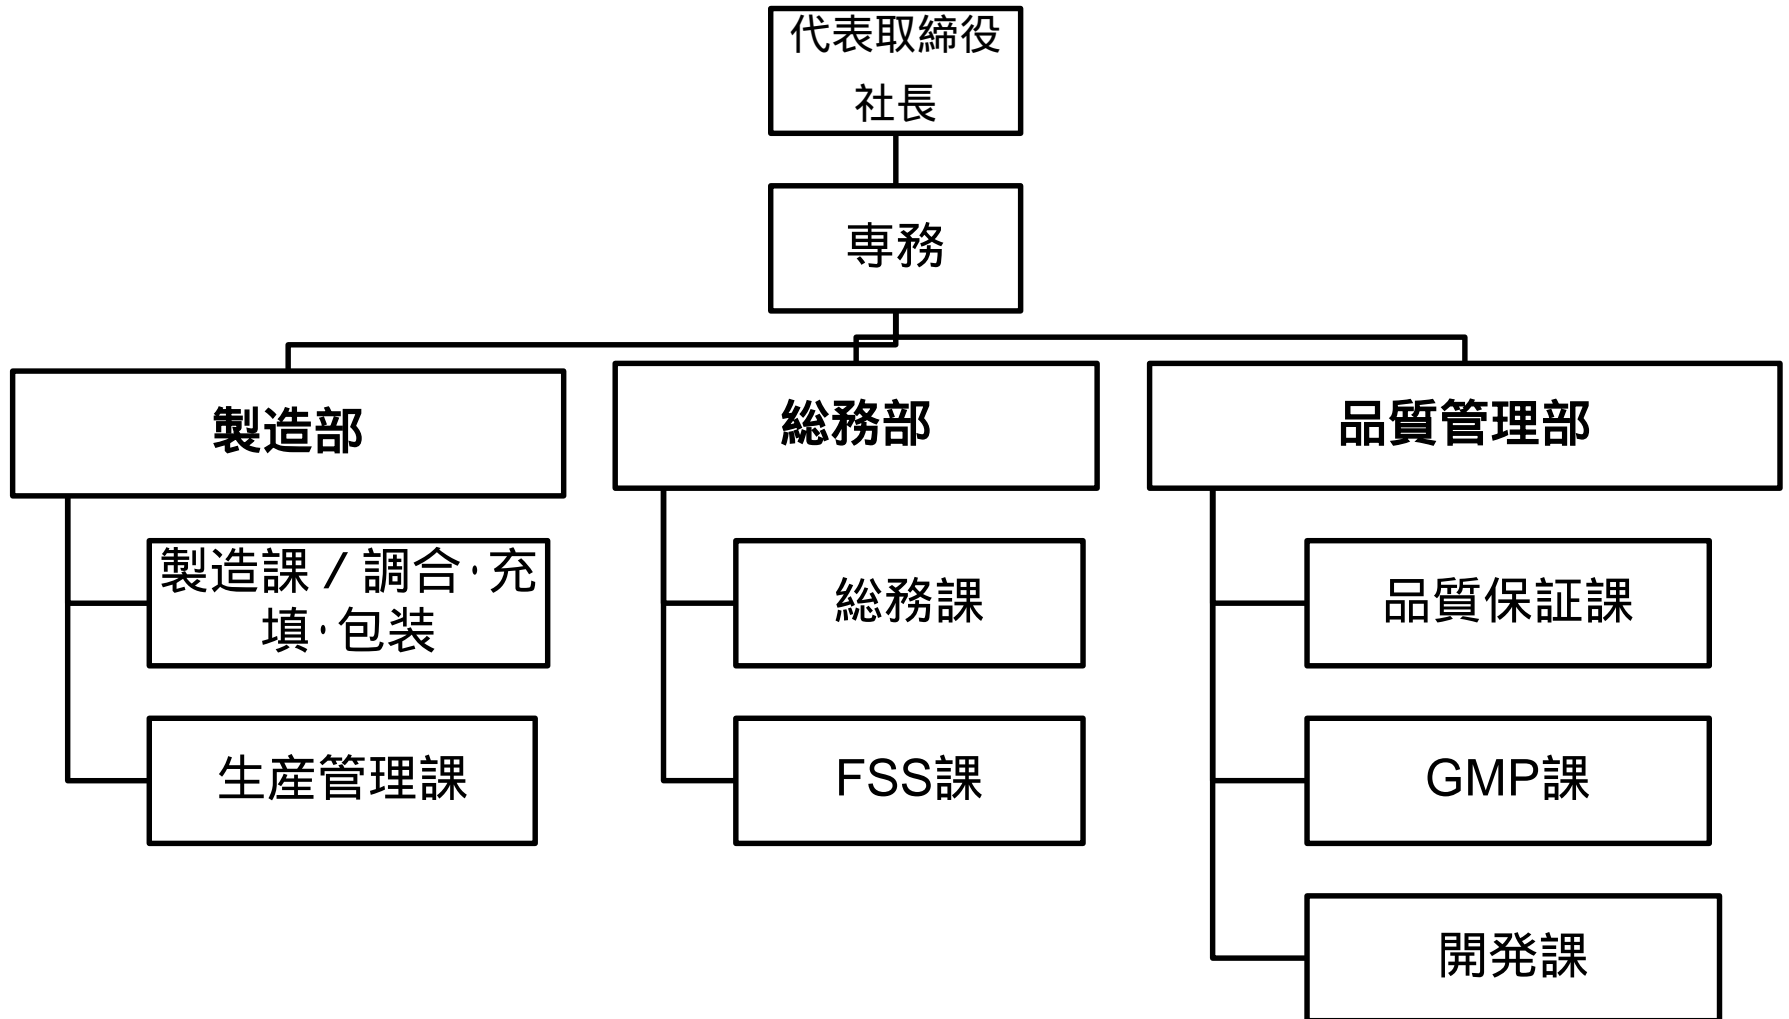 代表取締役
社長
専務
製造部
総務部
品質管理部
製造課 / 調合·充
填·包装
総務課
品質保証課
生産管理課
FSS課
GMP課
開発課